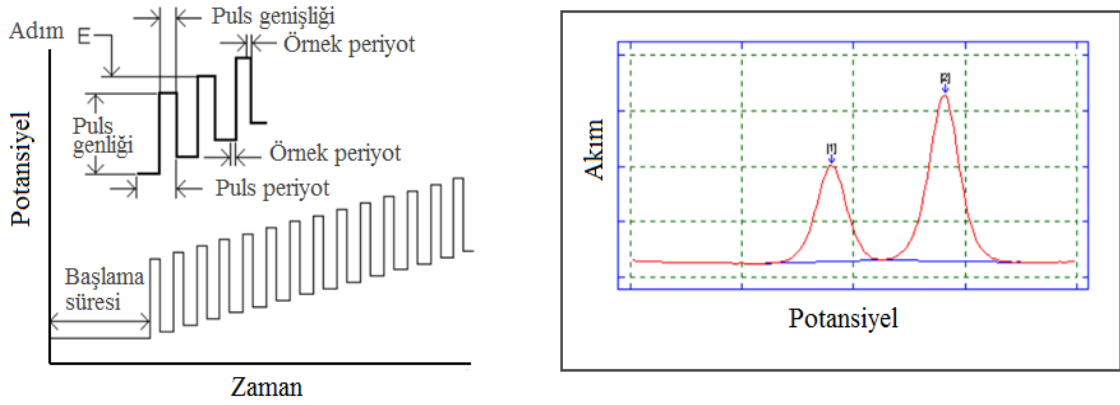 Puls genişliği
Adım E
Örnek periyot
Puls
genliği
Örnek periyot
Puls periyot
Potansiyel
Başlama
süresi
Zaman
[1]
[2]
Akım
Potansiyel